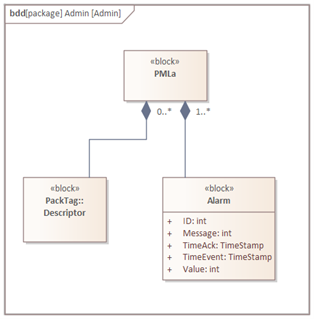 bdd[package] Admin [Admin]
«block»
PMLa
0..*
1..*
«block»
PackTag::
Descriptor
«block»
Alarm
+ ID: int
+ Message: int
+ TimeAck: TimeStamp
+ TimeEvent: TimeStamp
+ Value: int